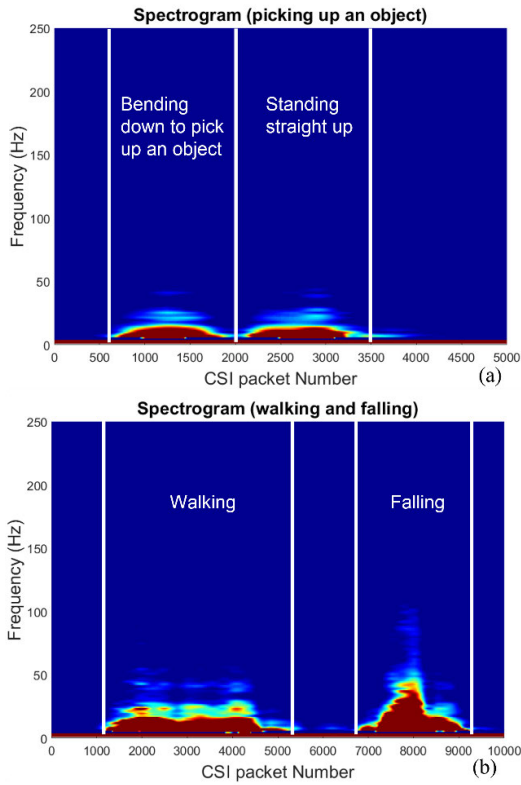 Spectrogram (picking up an object)
250
200
150
100
50
0
Frequency (Hz)
Bending
down to pick
up an object
Standing
straight up
0 500 1000 1500 2000 2500 3000 3500 4000 4500 5000
CSI packet Number
(a)
Spectrogram (walking and falling)
250
200
150
100
50
0
Frequency (Hz)
Walking
Falling
0 1000 2000 3000 4000 5000 6000 7000 8000 9000 10000
CSI packet Number
(b)